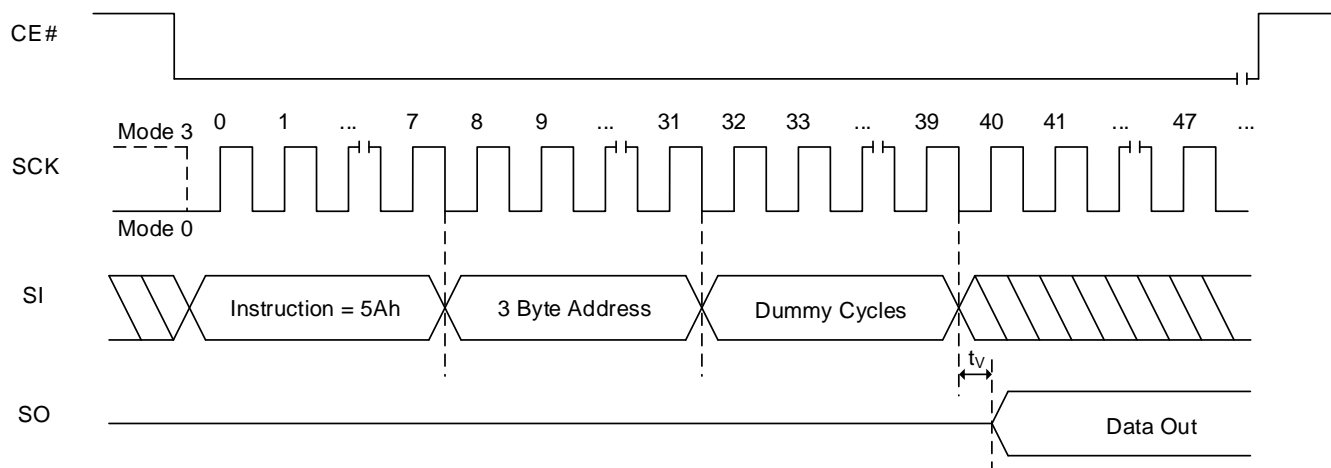 CE#
0 1 ... 7 8 9 ... 31 32 33 ... 39 40 41 ... 47 ...
Mode 3
SCK
Mode 0
SI
Instruction = 5Ah
3 Byte Address
Dummy Cycles
tV
SO
Data Out